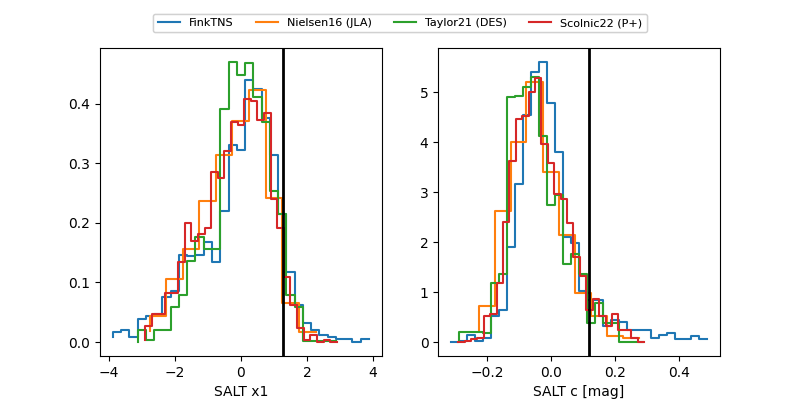 FinkTNS Nielsen16 (JLA) Taylor21 (DES) Scolnic22 (P+)
0.4
0.3
0.2
0.1
0.0
−4 −2 0 2 4
SALT x1
5
4
3
2
1
0
−0.2 0.0 0.2 0.4
SALT c [mag]